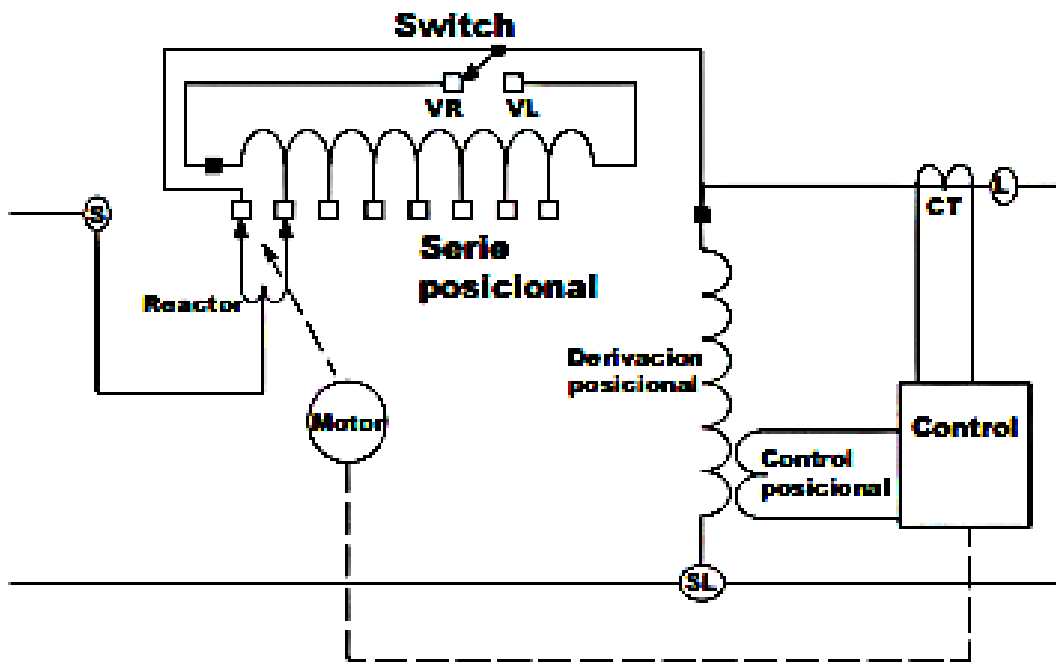 Switch
VR
VL
S
CT
L
Serie
posicional
Reactor
Derivacion
posicional
Motor
Control
Control
posicional
SL